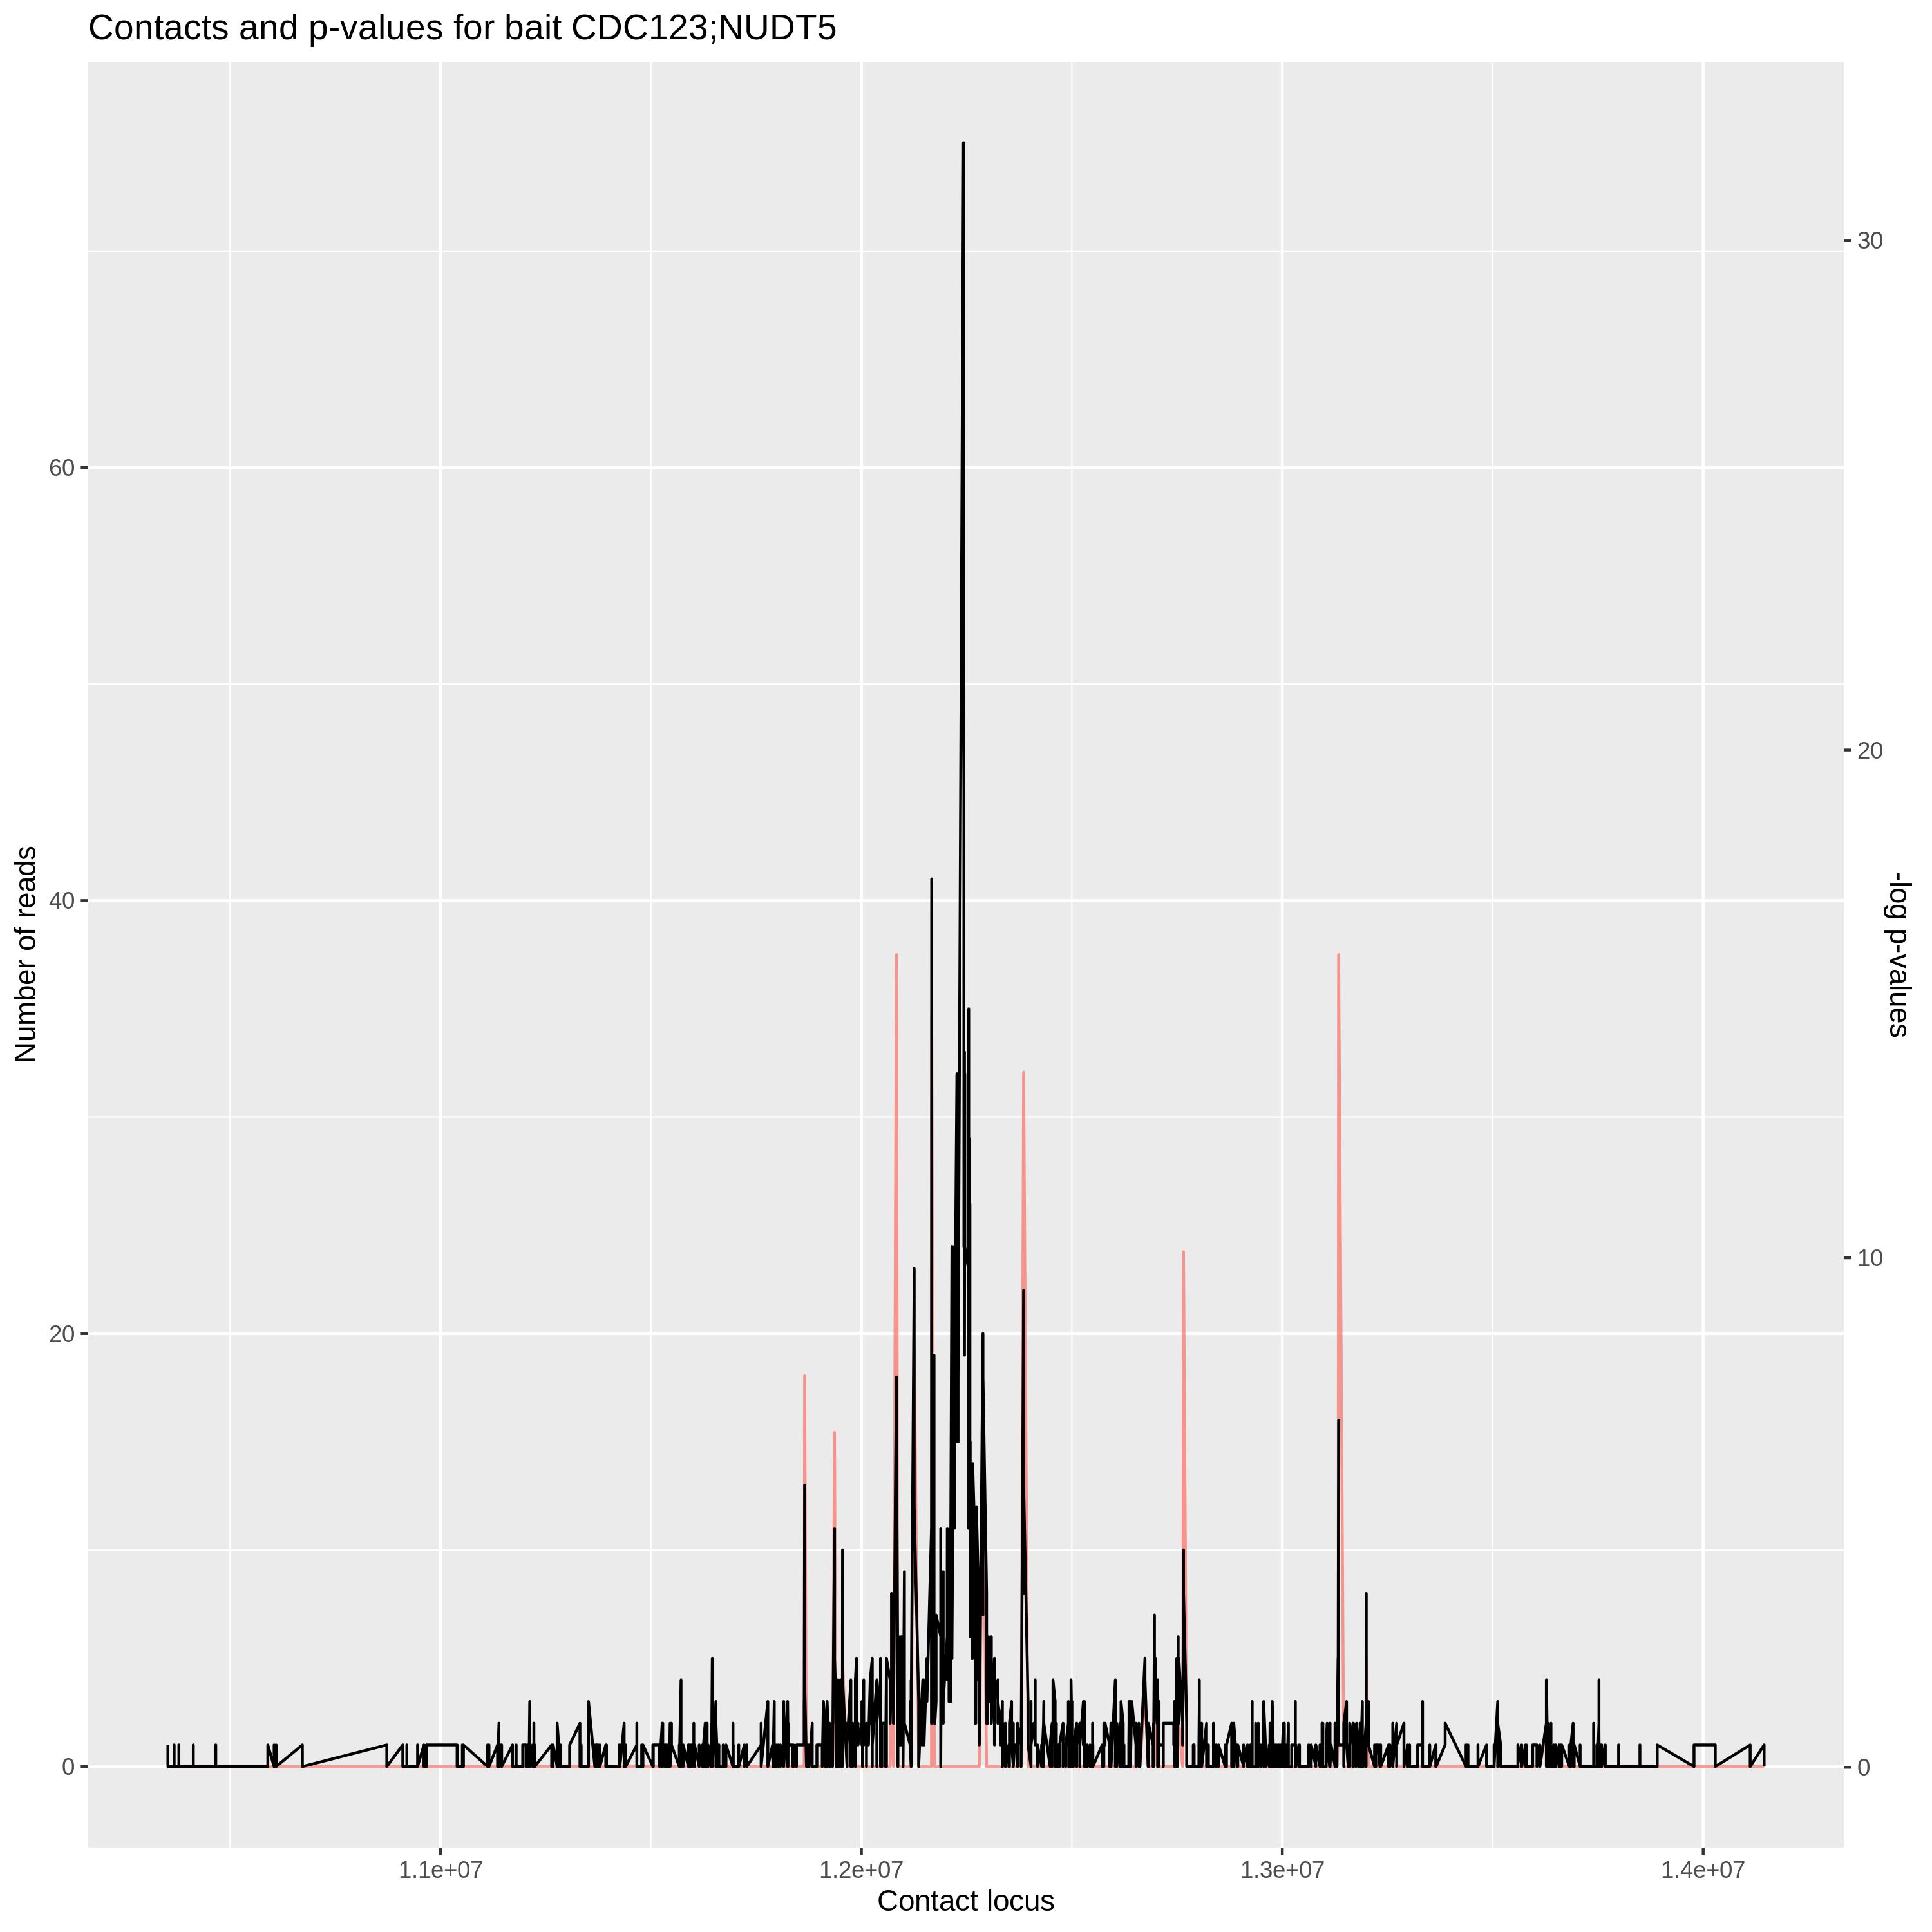 Contacts and p-values for bait CDC123;NUDT5
Number of reads
60
40
20
0
30
20
10
0
-log p-values
1.1e+07
1.2e+07
1.3e+07
1.4e+07
Contact locus